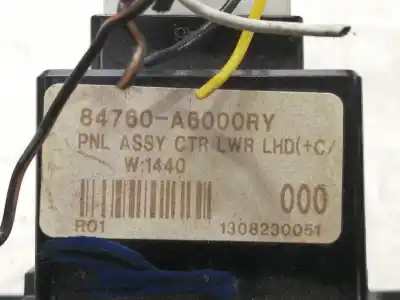 84760-A6000RY
PNL ASSY CTR LWR LHD(+C/
W:1440
000
R01
1308230051